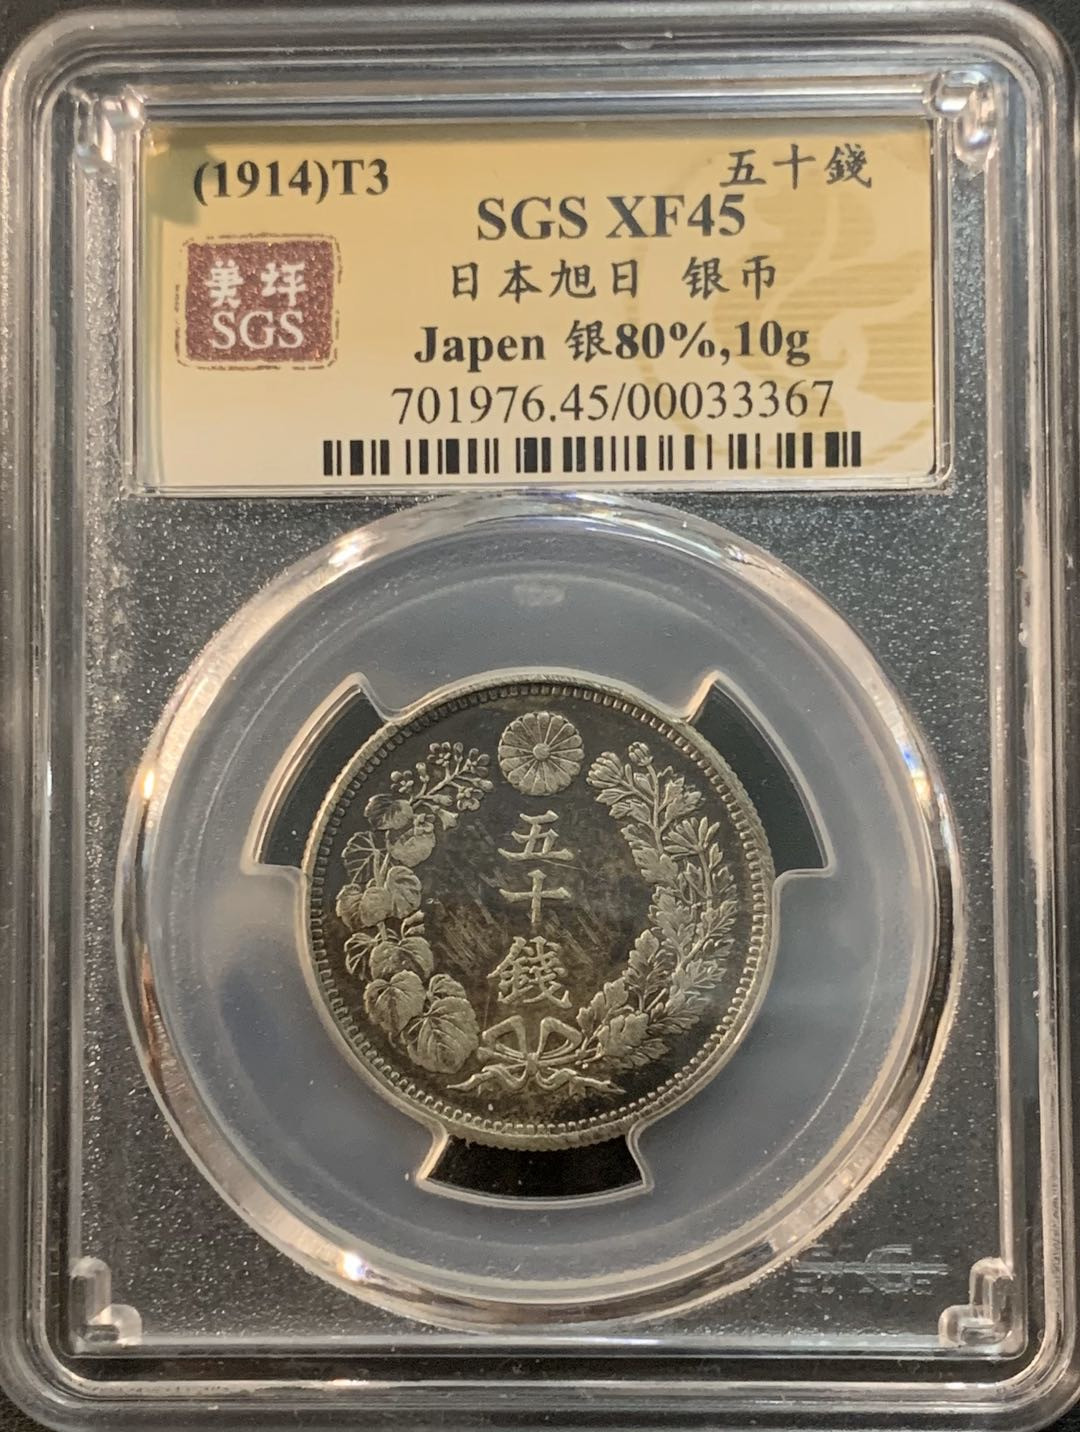 (1914)T3
五十錢
SGS XF45
美坪
SGS
日本旭日 银币
Japen 银80%,10g
701976.45/00033367
五
十
錢